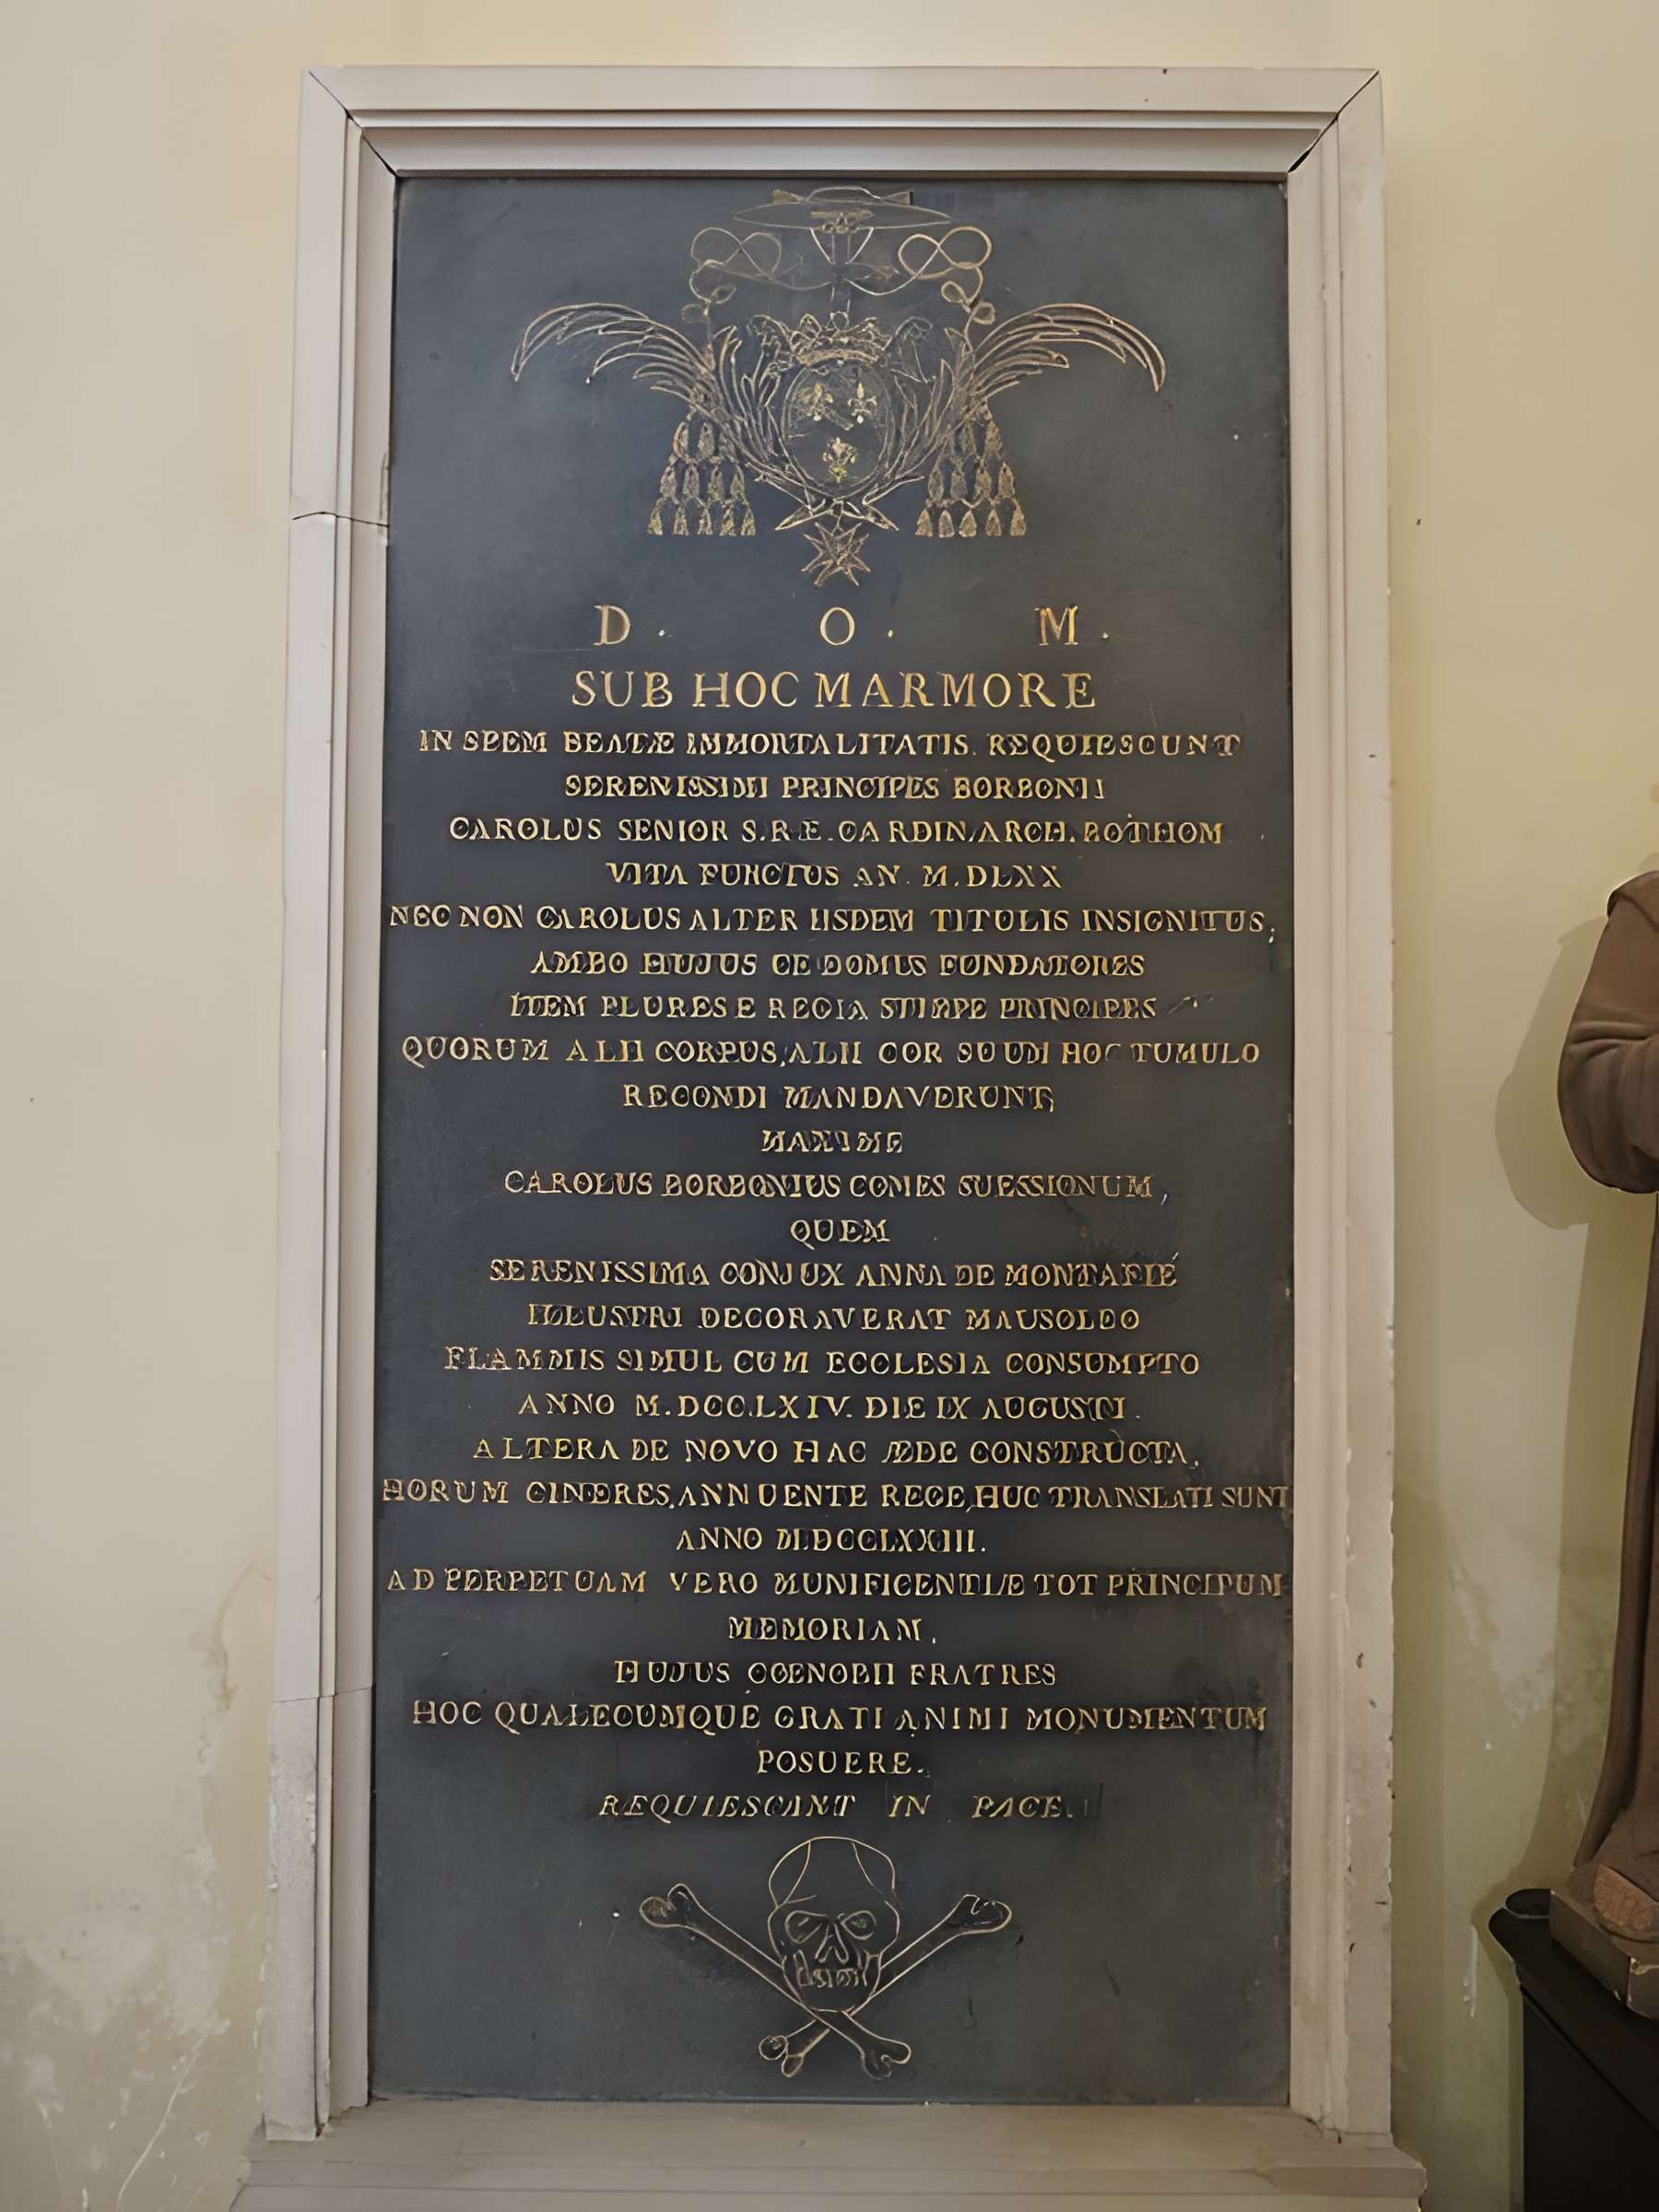 D. O. M.
SUB HOC MARMORE
IN SPEM BEATÆ IMMORTALITATIS REQUIESCUNT
SERENISSIMI PRINCIPES BORBONII
CAROLUS SENIOR S.R.E. CARDIN. ARCH. ROTHOM
VITA FUNCTUS AN. M.DLXX
NEC NON CAROLUS ALTER IISDEM TITULIS INSIGNITUS,
AMBO HUJUSCE DOMUS FUNDATORES
ITEM PLURES E REGIA STIRPE PRINCIPES
QUORUM ALII CORPUS, ALII COR SUUM HOC TUMULO
RECONDI MANDAVERUNT,
MAXIME
CAROLUS BORBONIUS COMES SUESSIONUM,
QUEM
SERENISSIMA CONJUX ANNA DE MONTAFIÉ
ILLUSTRI DECORAVERAT MAUSOLEO
FLAMMIS SIMUL CUM ECCLESIA CONSUMPTO
ANNO M.DCC.LXIV. DIE IX AUGUSTI.
ALTERA DE NOVO HAC ÆDE CONSTRUCTA,
HORUM CINERES, ANNUENTE REGE, HUC TRANSLATI SUNT
ANNO M.DCCLXXIII.
AD PERPETUAM VERO MUNIFICENTIÆ TOT PRINCIPUM
MEMORIAM,
HUJUS COENOBII FRATRES
HOC QUALECUMQUE GRATI ANIMI MONUMENTUM
POSUERE.
REQUIESCANT IN PACE.